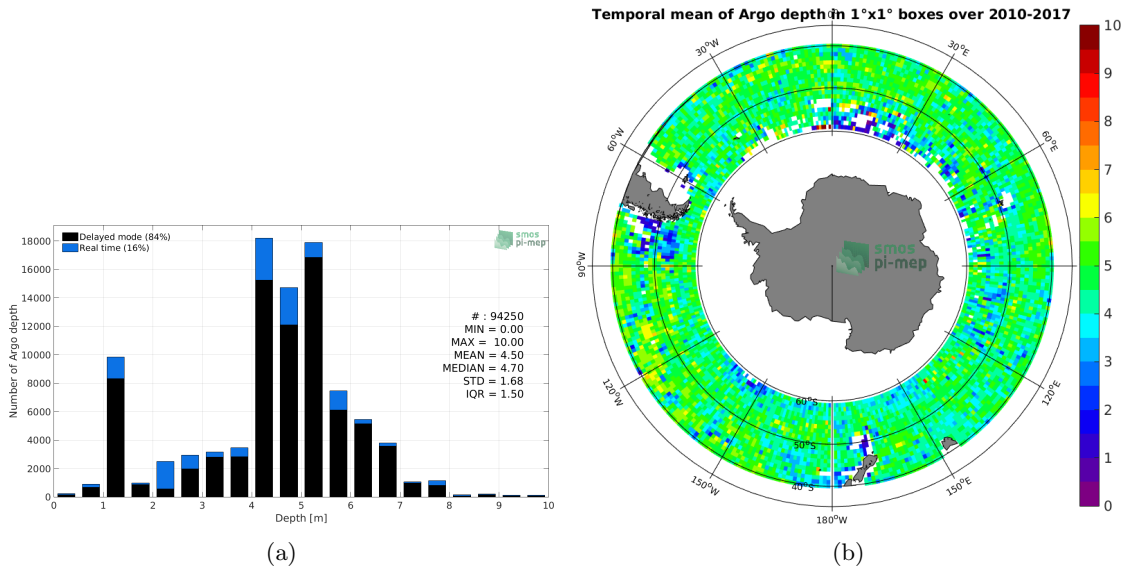 Temporal mean of Argo depth in 1°x1° boxes over 2010-2017
Delayed mode (84%)
Real time (16%)
smos
pi-mep
# : 94250
MIN = 0.00
MAX = 10.00
MEAN = 4.50
MEDIAN = 4.70
STD = 1.68
IQR = 1.50
Number of Argo depth
18000
16000
14000
12000
10000
8000
6000
4000
2000
0
0 1 2 3 4 5 6 7 8 9 10
Depth [m]
(a)
0°
30°W
30°E
60°W
60°E
90°W
120°W
120°E
150°W
150°E
180°W
60°S
50°S
40°S
smos
pi-mep
10
9
8
7
6
5
4
3
2
1
0
(b)